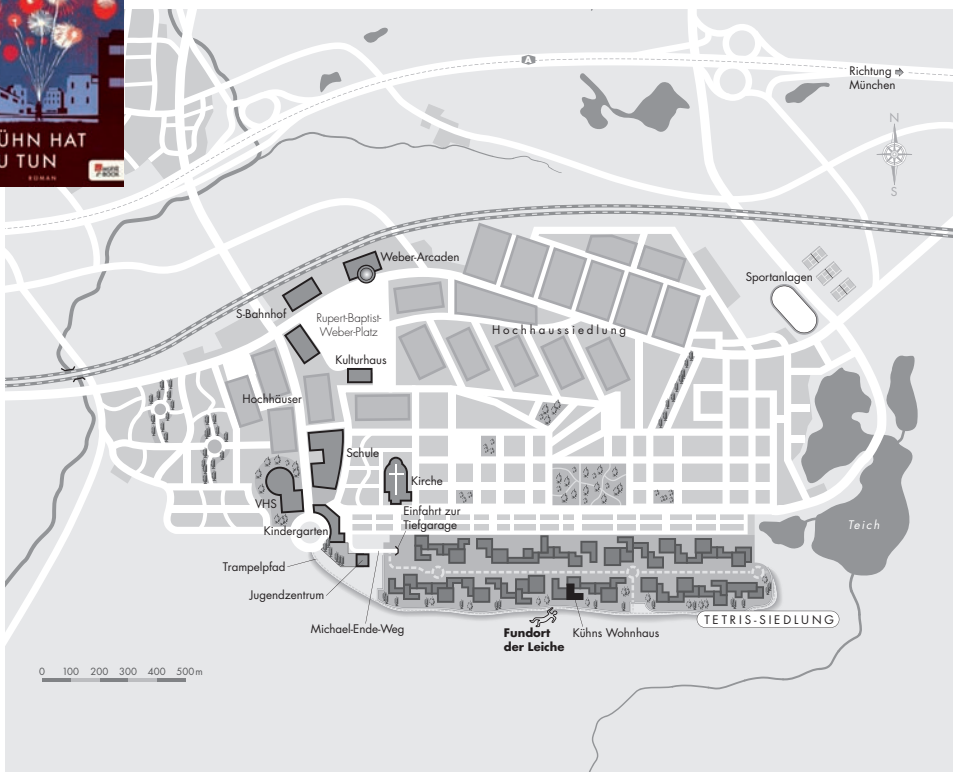 ÜHN HAT
U TUN
ROMAN
A
Richtung ⇨
München
N
S
Weber-Arcaden
S-Bahnhof
Rupert-Baptist-
Weber-Platz
Sportanlagen
Hochhaussiedlung
Kulturhaus
Hochhäuser
Schule
Kirche
VHS
Einfahrt zur
Tiefgarage
Kindergarten
Teich
Trampelpfad
Jugendzentrum
TETRIS-SIEDLUNG
Michael-Ende-Weg
Fundort
der Leiche
Kühns Wohnhaus
0 100 200 300 400 500m